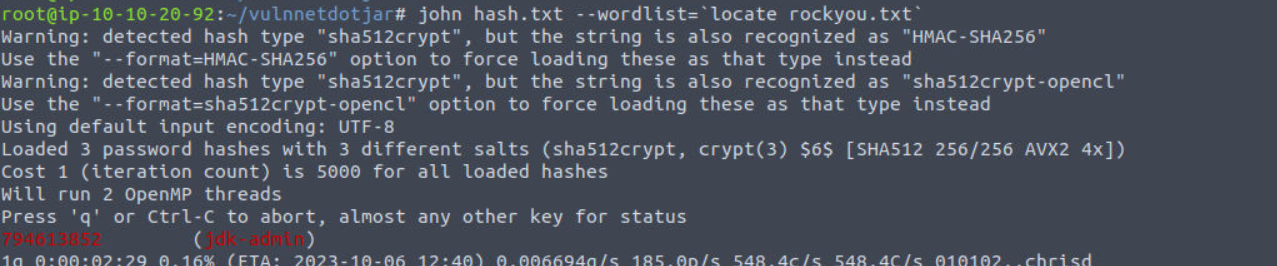 root@ip-10-10-20-92:~/vulnnetdotjar# john hash.txt --wordlist=`locate rockyou.txt`
Warning: detected hash type "sha512crypt", but the string is also recognized as "HMAC-SHA256"
Use the "--format=HMAC-SHA256" option to force loading these as that type instead
Warning: detected hash type "sha512crypt", but the string is also recognized as "sha512crypt-opencl"
Use the "--format=sha512crypt-opencl" option to force loading these as that type instead
Using default input encoding: UTF-8
Loaded 3 password hashes with 3 different salts (sha512crypt, crypt(3) $6$ [SHA512 256/256 AVX2 4x])
Cost 1 (iteration count) is 5000 for all loaded hashes
Will run 2 OpenMP threads
Press 'q' or Ctrl-C to abort, almost any other key for status
794613852 (jdk-admin)
1g 0:00:02:29 0.16% (ETA: 2023-10-06 12:40) 0.006694g/s 185.0p/s 548.4c/s 548.4C/s 010102..chrisd